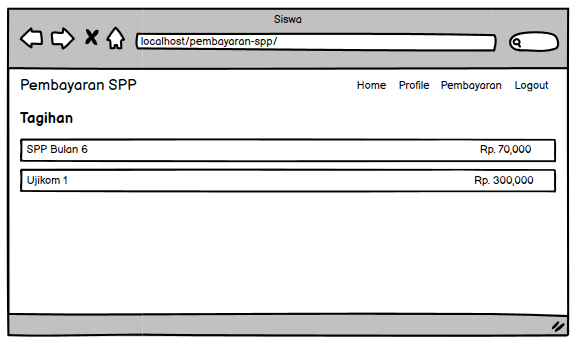 Siswa
localhost/pembayaran-spp/
Pembayaran SPP Home Profile Pembayaran Logout
Tagihan
SPP Bulan 6 Rp. 70,000
Ujikom 1 Rp. 300,000